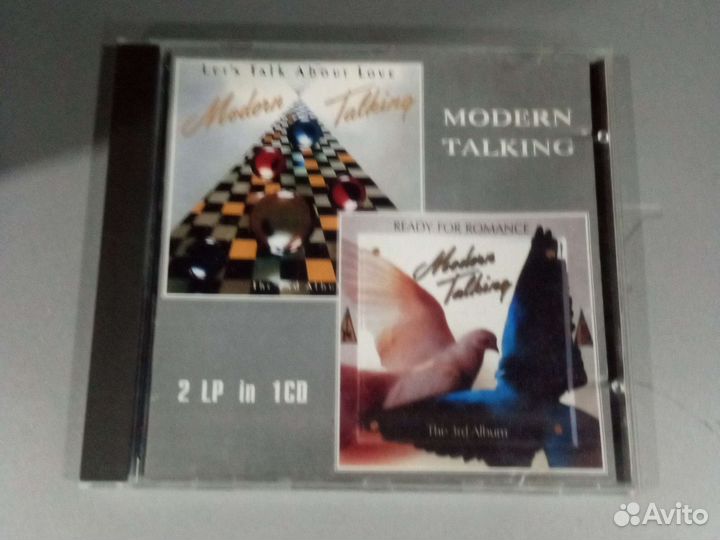 Let's Talk About Love
Modern Talking
MODERN
TALKING
READY FOR ROMANCE
Modern
Talking
2 LP in 1CD
The 3rd Album
Avito